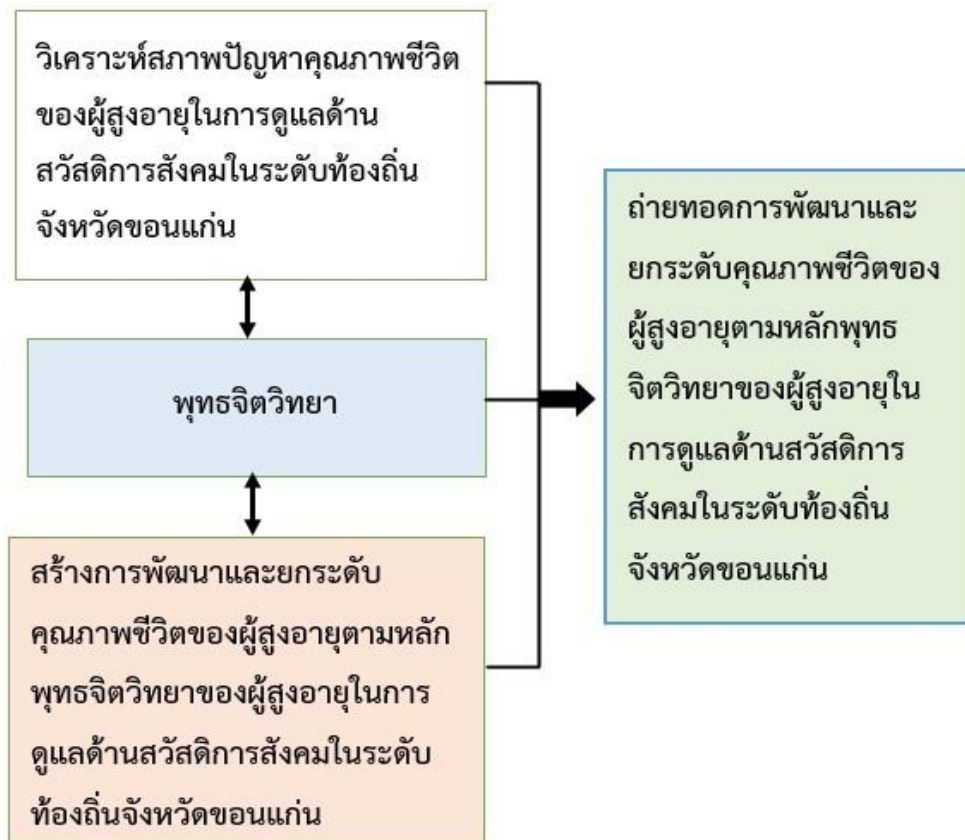 วิเคราะห์สภาพปัญหาคุณภาพชีวิต
ของผู้สูงอายุในการดูแลด้าน
สวัสดิการสังคมในระดับท้องถิ่น
จังหวัดขอนแก่น
พุทธจิตวิทยา
สร้างการพัฒนาและยกระดับ
คุณภาพชีวิตของผู้สูงอายุตามหลัก
พุทธจิตวิทยาของผู้สูงอายุในการ
ดูแลด้านสวัสดิการสังคมในระดับ
ท้องถิ่นจังหวัดขอนแก่น
ถ่ายทอดการพัฒนาและ
ยกระดับคุณภาพชีวิตของ
ผู้สูงอายุตามหลักพุทธ
จิตวิทยาของผู้สูงอายุใน
การดูแลด้านสวัสดิการ
สังคมในระดับท้องถิ่น
จังหวัดขอนแก่น